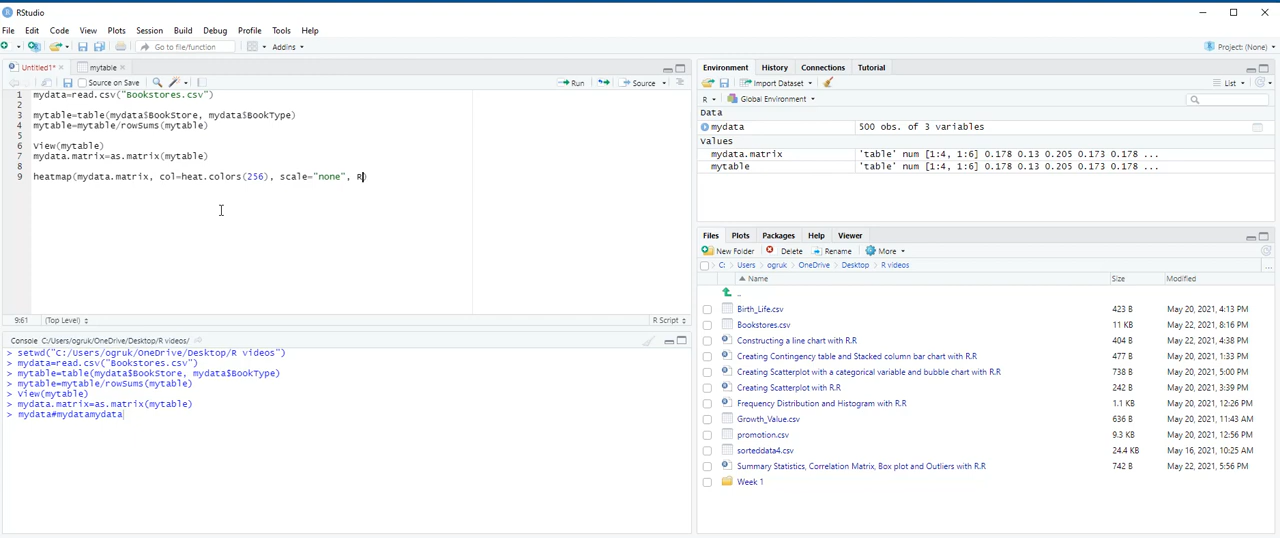 RStudio
File Edit Code View Plots Session Build Debug Profile Tools Help
Go to file/function Addins Project: (None)
Untitled1* mytable
Source on Save Run Source
1 mydata=read.csv("Bookstores.csv")
2
3 mytable=table(mydata$BookStore, mydata$BookType)
4 mytable=mytable/rowSums(mytable)
5
6 View(mytable)
7 mydata.matrix=as.matrix(mytable)
8
9 heatmap(mydata.matrix, col=heat.colors(256), scale="none", R)
9:61 (Top Level) R Script
Console C:/Users/ogruk/OneDrive/Desktop/R videos/
> setwd("C:/Users/ogruk/OneDrive/Desktop/R videos")
> mydata=read.csv("Bookstores.csv")
> mytable=table(mydata$BookStore, mydata$BookType)
> mytable=mytable/rowSums(mytable)
> View(mytable)
> mydata.matrix=as.matrix(mytable)
> mydata#mydatamydata
Environment History Connections Tutorial
Import Dataset List
R Global Environment
Data
mydata 500 obs. of 3 variables
Values
mydata.matrix 'table' num [1:4, 1:6] 0.178 0.13 0.205 0.173 0.178 ...
mytable 'table' num [1:4, 1:6] 0.178 0.13 0.205 0.173 0.178 ...
Files Plots Packages Help Viewer
New Folder Delete Rename More
C: Users ogruk OneDrive Desktop R videos ...
Name Size Modified
..
Birth_Life.csv 423 B May 20, 2021, 4:13 PM
Bookstores.csv 11 KB May 22, 2021, 8:16 PM
Constructing a line chart with R.R 404 B May 22, 2021, 4:38 PM
Creating Contingency table and Stacked column bar chart with R.R 477 B May 20, 2021, 1:33 PM
Creating Scatterplot with a categorical variable and bubble chart with R.R 738 B May 22, 2021, 5:00 PM
Creating Scatterplot with R.R 242 B May 22, 2021, 3:39 PM
Frequency Distribution and Histogram with R.R 1.1 KB May 20, 2021, 12:26 PM
Growth_Value.csv 636 B May 20, 2021, 11:43 AM
promotion.csv 9.3 KB May 20, 2021, 12:56 PM
sorteddata4.csv 24.4 KB May 16, 2021, 10:25 AM
Summary Statistics, Correlation Matrix, Box plot and Outliers with R.R 742 B May 22, 2021, 5:56 PM
Week 1